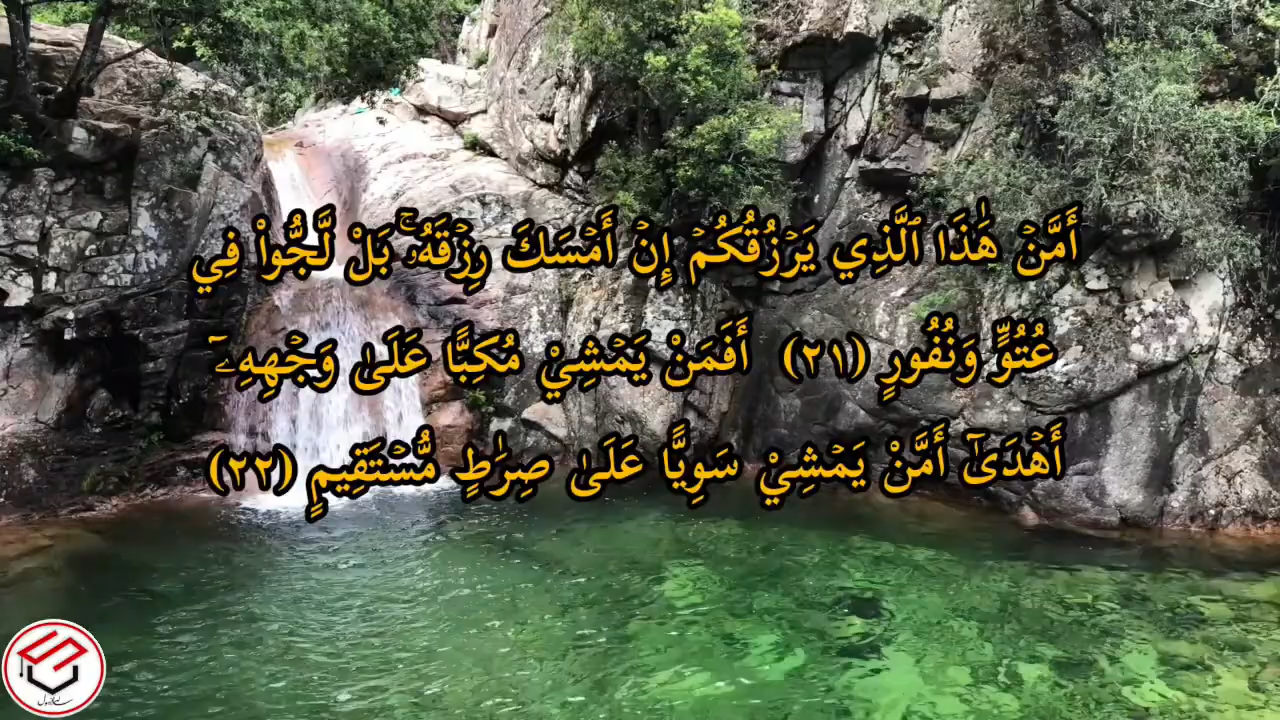 أَمَّنۡ هَٰذَا ٱلَّذِي يَرۡزُقُكُمۡ إِنۡ أَمۡسَكَ رِزۡقَهُۥۚ بَلْ لَّجُّواْ فِي
عُتُوّٖ وَنُفُورٍ (٢١) أَفَمَنْ يَمۡشِيْ مُكِبًّا عَلَىٰ وَجۡهِهِۦٓ
أَهۡدَىٰٓ أَمَّنْ يَمۡشِيْ سَوِيًّا عَلَىٰ صِرَٰطٍ مُّسۡتَقِيمٍ (٢٢)